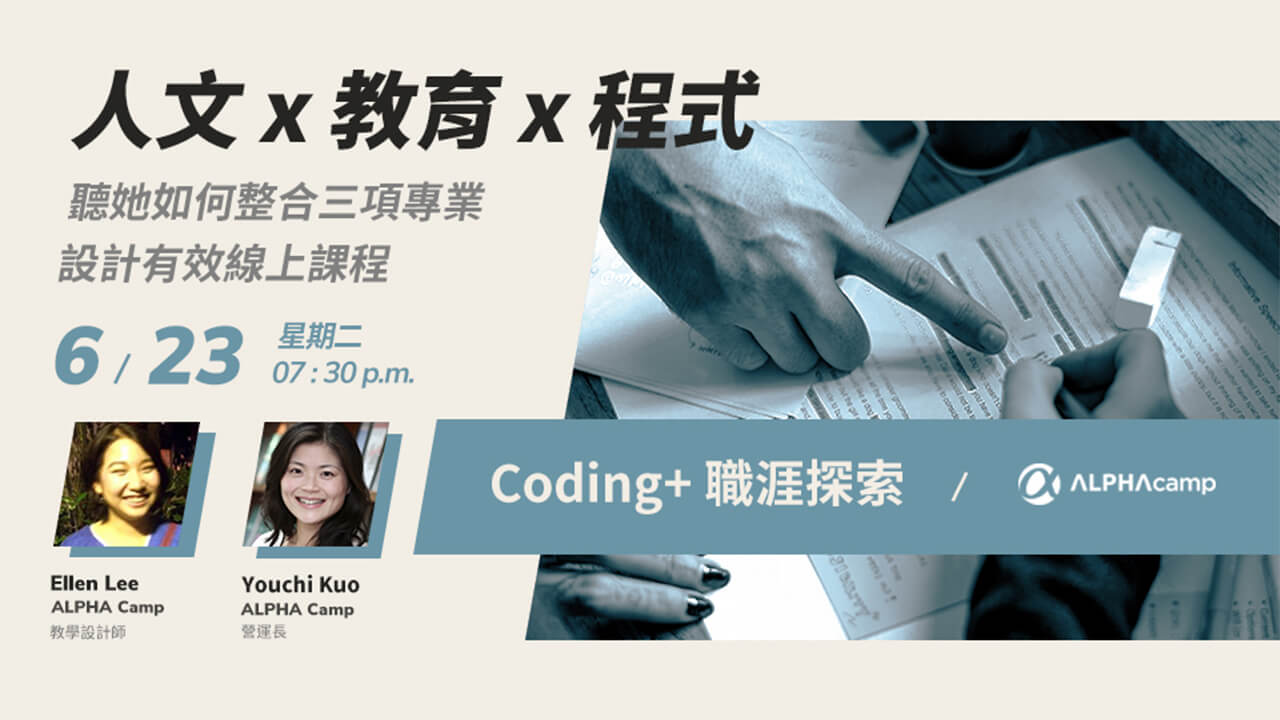 人文 x 教育 x 程式
聽她如何整合三項專業
設計有效線上課程
6 / 23
星期二
07 : 30 p.m.
Coding+ 職涯探索 / ALPHAcamp
Ellen Lee
ALPHA Camp
教學設計師
Youchi Kuo
ALPHA Camp
營運長
Informative Speec